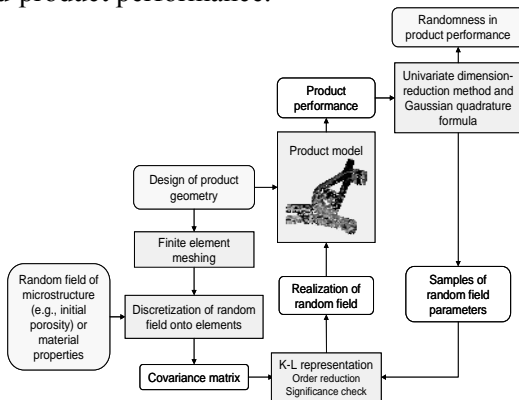 d product performance.
Randomness in
product performance
Product
performance
Univariate dimension-
reduction method and
Gaussian quadrature
formula
Product model
Design of product
geometry
Finite element
meshing
Random field of
microstructure
(e.g., initial
porosity) or
material
properties
Discretization of random
field onto elements
Realization of
random field
Samples of
random field
parameters
Covariance matrix
K-L representation
Order reduction
Significance check